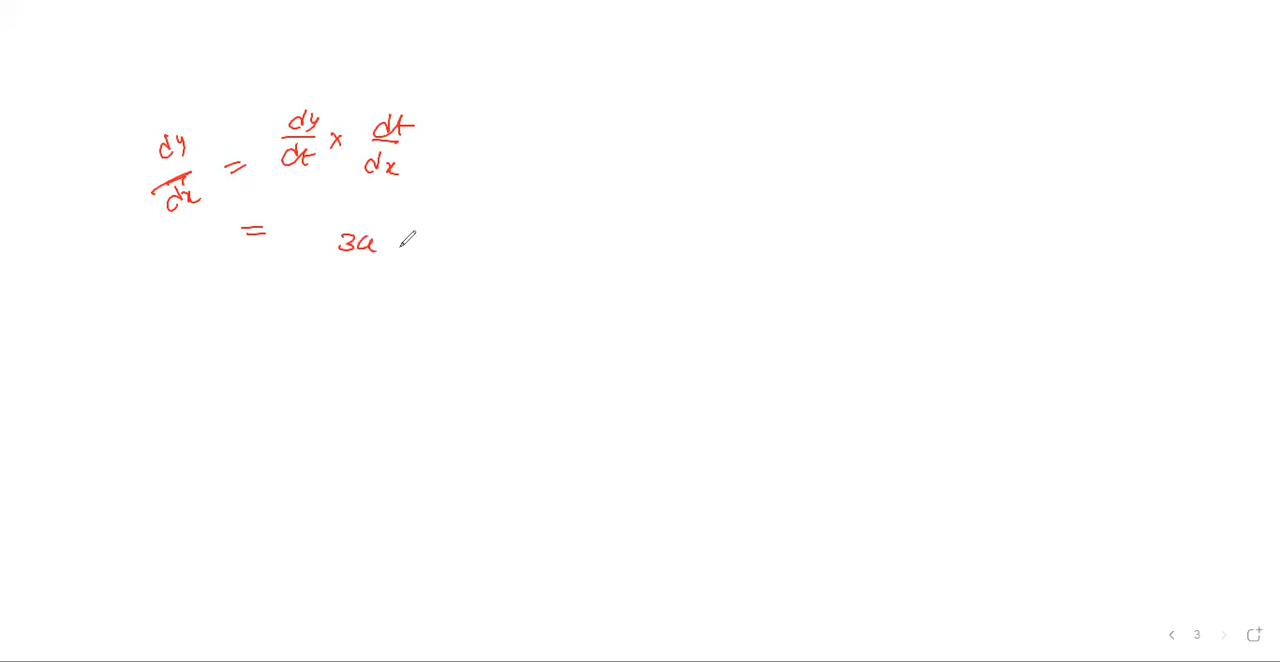 dy/dx = dy/dt × dt/dx
= 3a
3